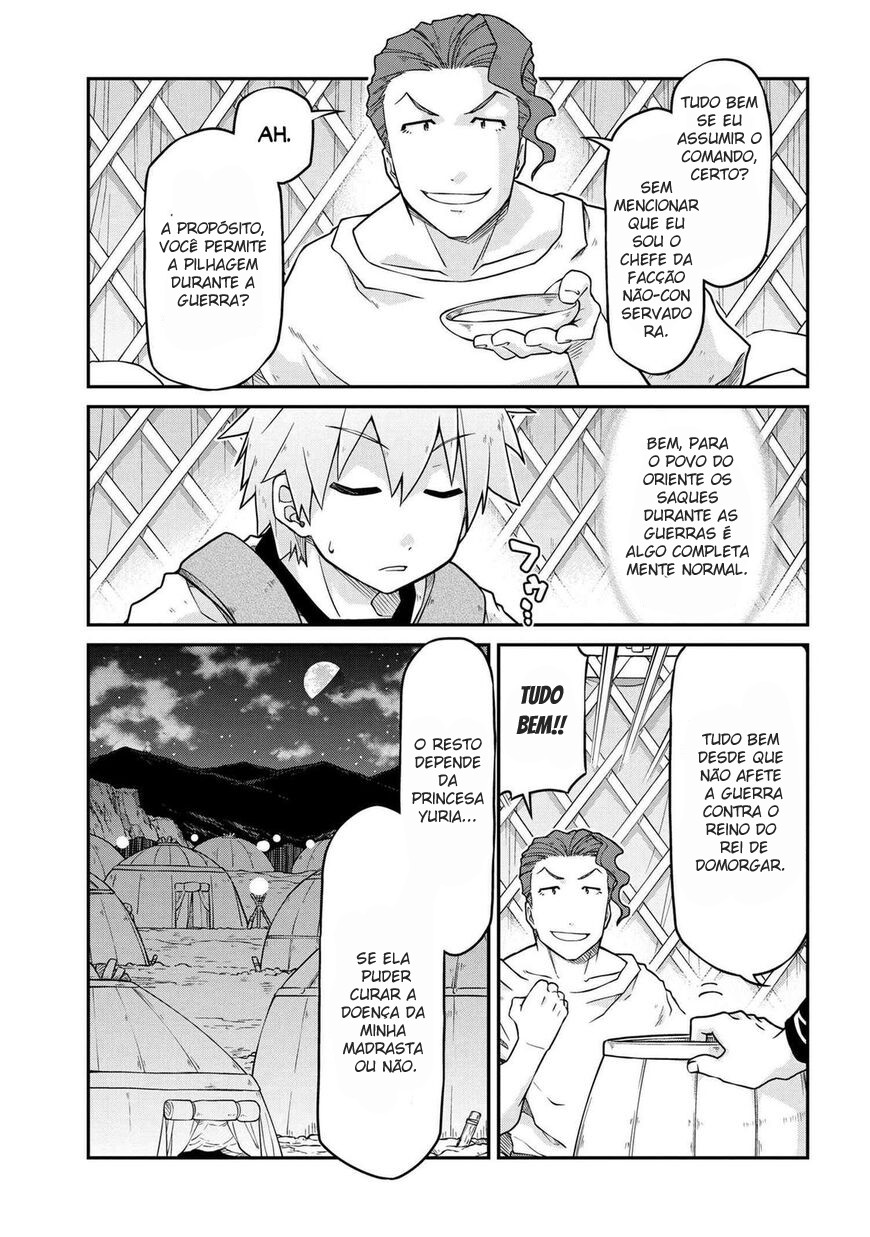 TUDO BEM
SE EU
ASSUMIR O
COMANDO,
CERTO?
SEM
MENCIONAR
QUE EU
SOU O
CHEFE DA
FACÇÃO
NÃO-CON
SERVADO
RA.
AH.
A PROPÓSITO,
VOCÊ PERMITE
A PILHAGEM
DURANTE A
GUERRA?
BEM, PARA
O POVO DO
ORIENTE OS
SAQUES
DURANTE AS
GUERRAS É
ALGO COMPLETA
MENTE NORMAL.
フゥ…
TUDO BEM
DESDE QUE
NÃO AFETE
A GUERRA
CONTRA O
REINO DO
REI DE
DOMORGAR.
TUDO
BEM!!
O RESTO
DEPENDE
DA
PRINCESA
YURIA...
SE ELA
PUDER
CURAR A
DOENÇA DA
MINHA
MADRASTA
OU NÃO.